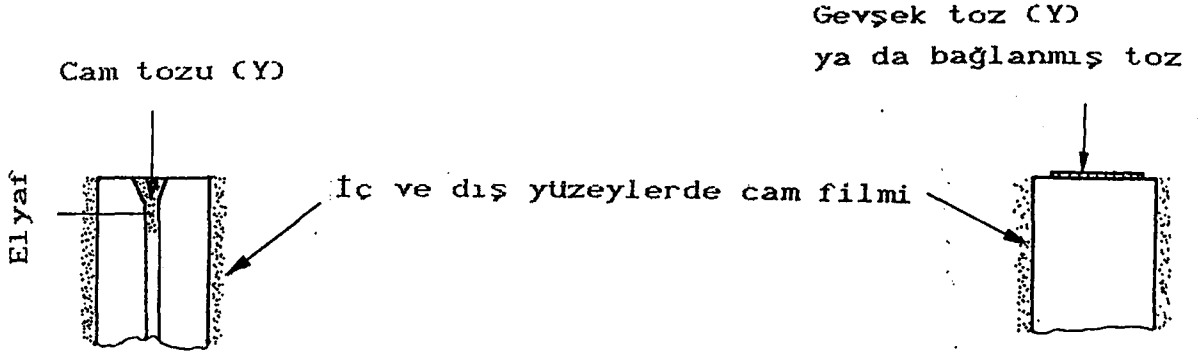 Gevşek toz (Y)
ya da bağlanmış toz
Cam tozu (Y)
Elyaf
İç ve dış yüzeylerde cam filmi